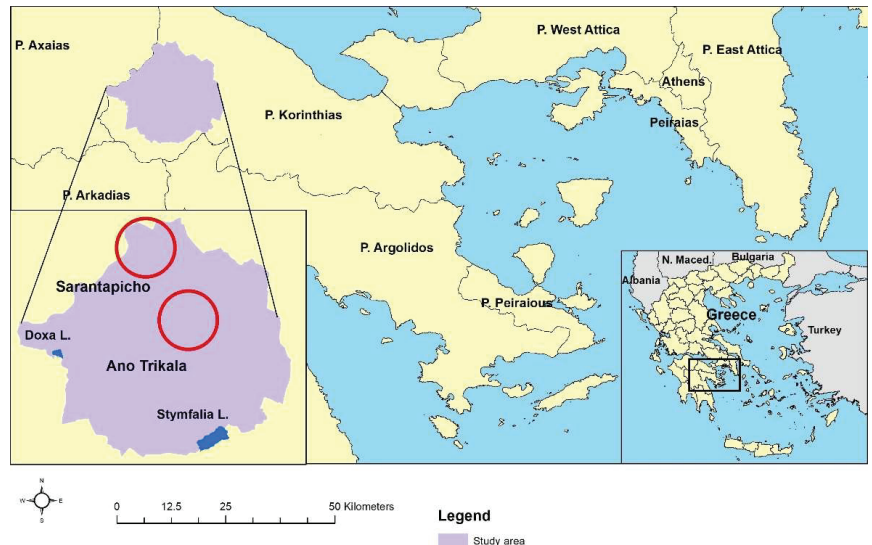 P. Axaias
P. West Attica
P. East Attica
Athens
P. Korinthias
Peiraias
P. Arkadias
P. Argolidos
P. Peiraious
Sarantapicho
Doxa L.
Ano Trikala
Stymfalia L.
N. Maced.
Bulgaria
Albania
Greece
Turkey
N
W
E
S
0 12.5 25 50 Kilometers
Legend
Study area